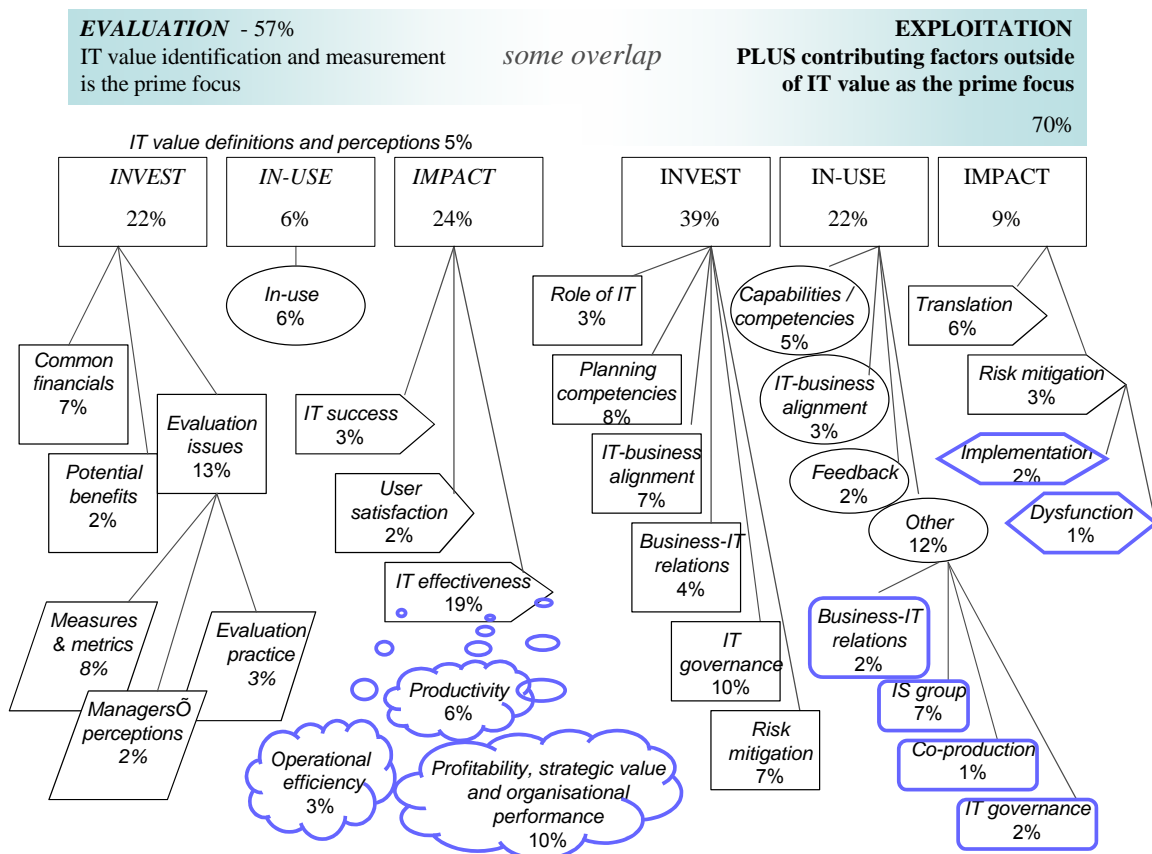 EVALUATION - 57%
IT value identification and measurement
is the prime focus
some overlap
EXPLOITATION
PLUS contributing factors outside
of IT value as the prime focus
70%
IT value definitions and perceptions 5%
INVEST
22%
IN-USE
6%
IMPACT
24%
INVEST
39%
IN-USE
22%
IMPACT
9%
In-use
6%
Common
financials
7%
Potential
benefits
2%
Evaluation
issues
13%
Measures
& metrics
8%
ManagersÕ
perceptions
2%
Evaluation
practice
3%
IT success
3%
User
satisfaction
2%
IT effectiveness
19%
Productivity
6%
Operational
efficiency
3%
Profitability, strategic value
and organisational
performance
10%
Role of IT
3%
Planning
competencies
8%
IT-business
alignment
7%
Business-IT
relations
4%
IT
governance
10%
Risk
mitigation
7%
Capabilities /
competencies
5%
IT-business
alignment
3%
Feedback
2%
Other
12%
Business-IT
relations
2%
IS group
7%
Co-production
1%
IT governance
2%
Translation
6%
Risk mitigation
3%
Implementation
2%
Dysfunction
1%